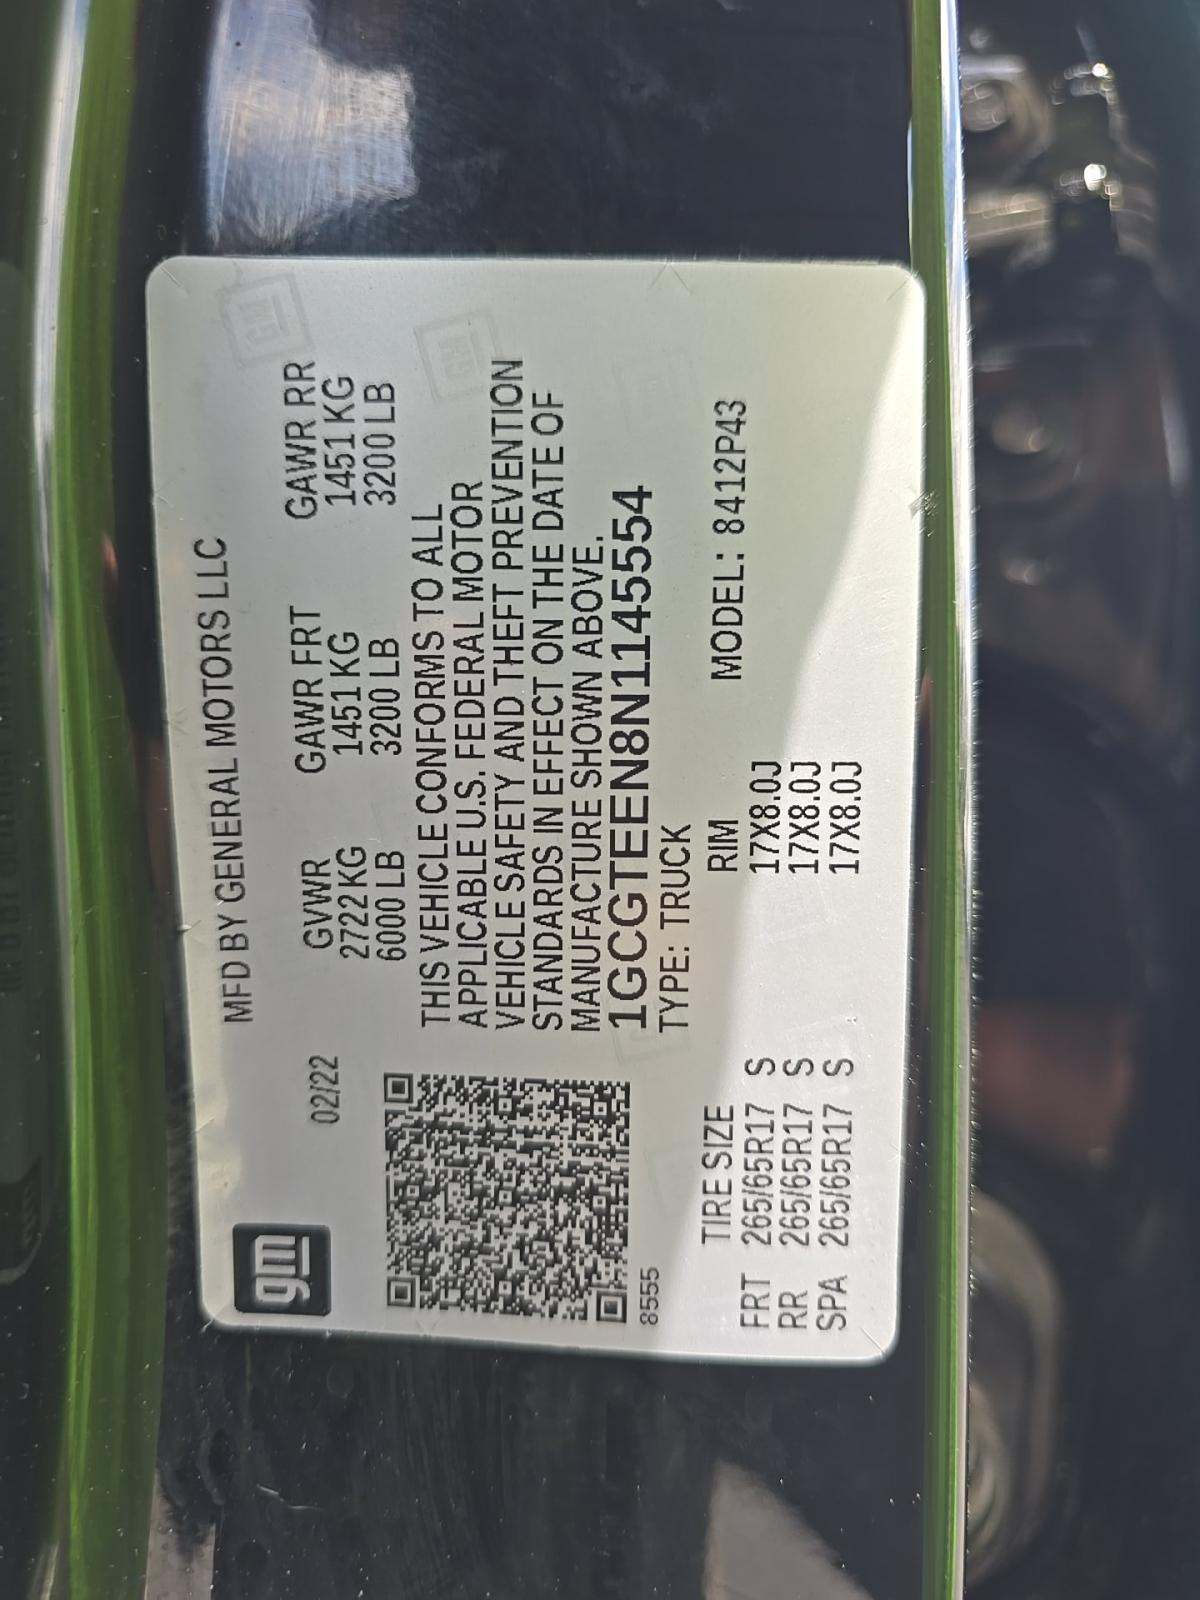 gm
MFD BY GENERAL MOTORS LLC
02/22
GVWR GAWR FRT GAWR RR
2722 KG 1451 KG 1451 KG
6000 LB 3200 LB 3200 LB
THIS VEHICLE CONFORMS TO ALL
APPLICABLE U.S. FEDERAL MOTOR
VEHICLE SAFETY AND THEFT PREVENTION
STANDARDS IN EFFECT ON THE DATE OF
MANUFACTURE SHOWN ABOVE.
1GCGTEEN8N1145554
8555
TYPE: TRUCK
MODEL: 8412P43
TIRE SIZE RIM
FRT 265/65R17 S 17X8.0J
RR 265/65R17 S 17X8.0J
SPA 265/65R17 S 17X8.0J